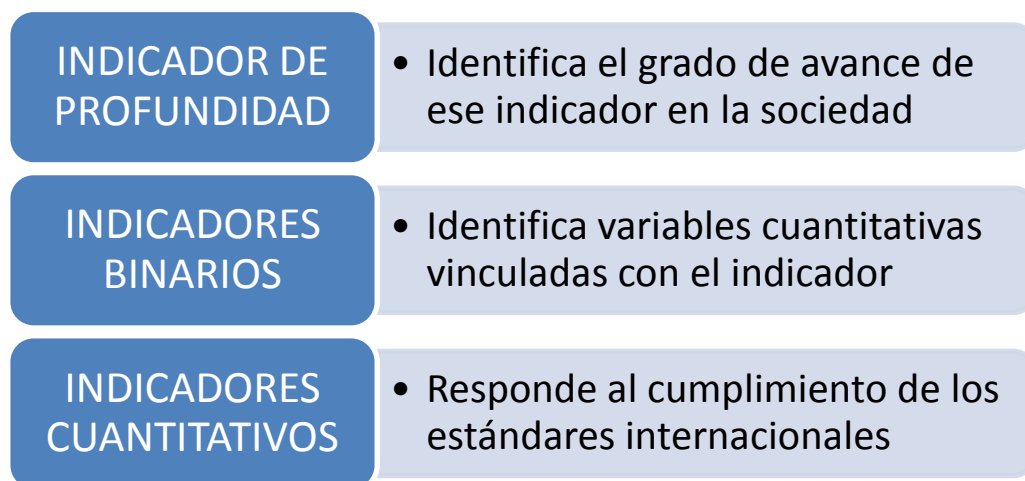 INDICADOR DE
PROFUNDIDAD
• Identifica el grado de avance de
ese indicador en la sociedad
INDICADORES
BINARIOS
• Identifica variables cuantitativas
vinculadas con el indicador
INDICADORES
CUANTITATIVOS
• Responde al cumplimiento de los
estándares internacionales